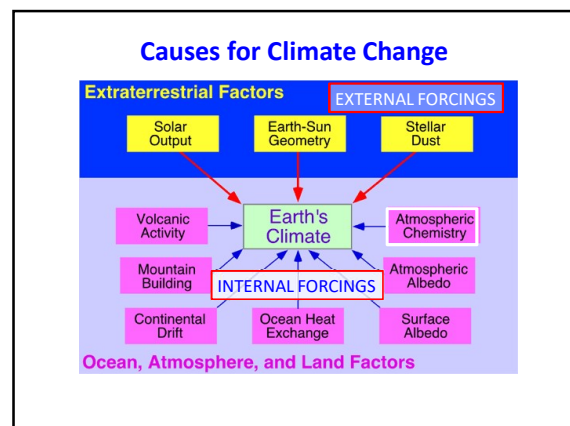 Causes for Climate Change
Extraterrestrial Factors
EXTERNAL FORCINGS
Solar
Output
Earth-Sun
Geometry
Stellar
Dust
Volcanic
Activity
Earth's
Climate
Atmospheric
Chemistry
Mountain
Building
INTERNAL FORCINGS
Atmospheric
Albedo
Continental
Drift
Ocean Heat
Exchange
Surface
Albedo
Ocean, Atmosphere, and Land Factors